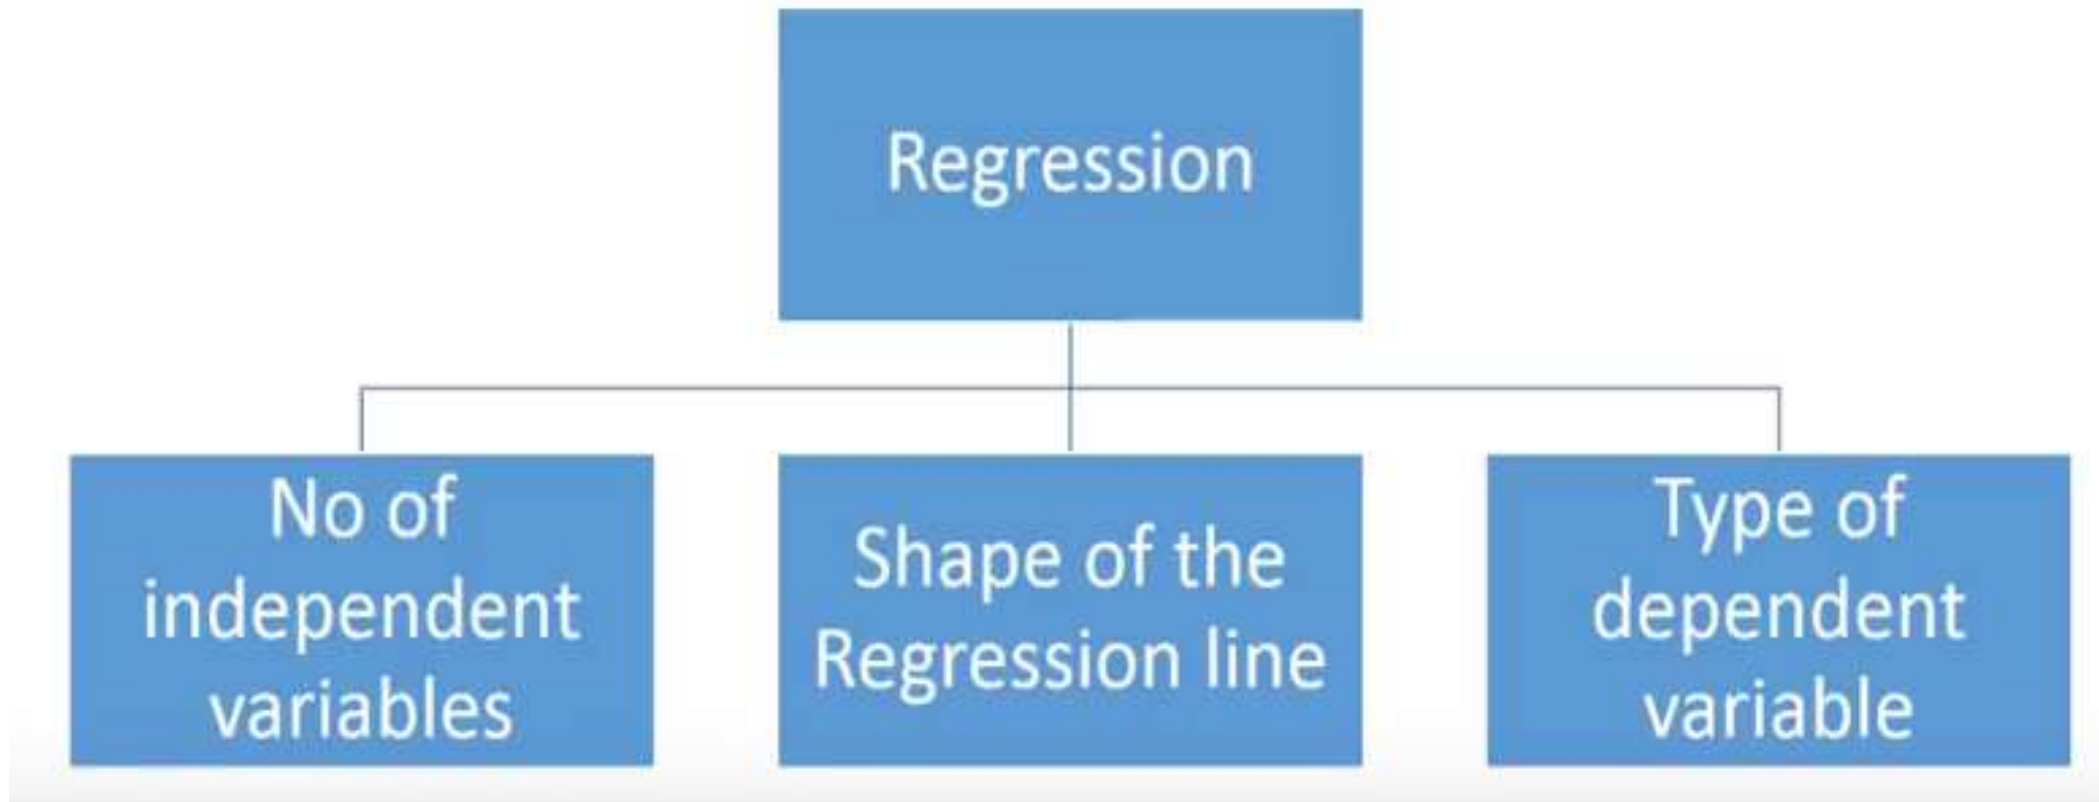 Regression
No of
independent
variables
Shape of the
Regression line
Type of
dependent
variable